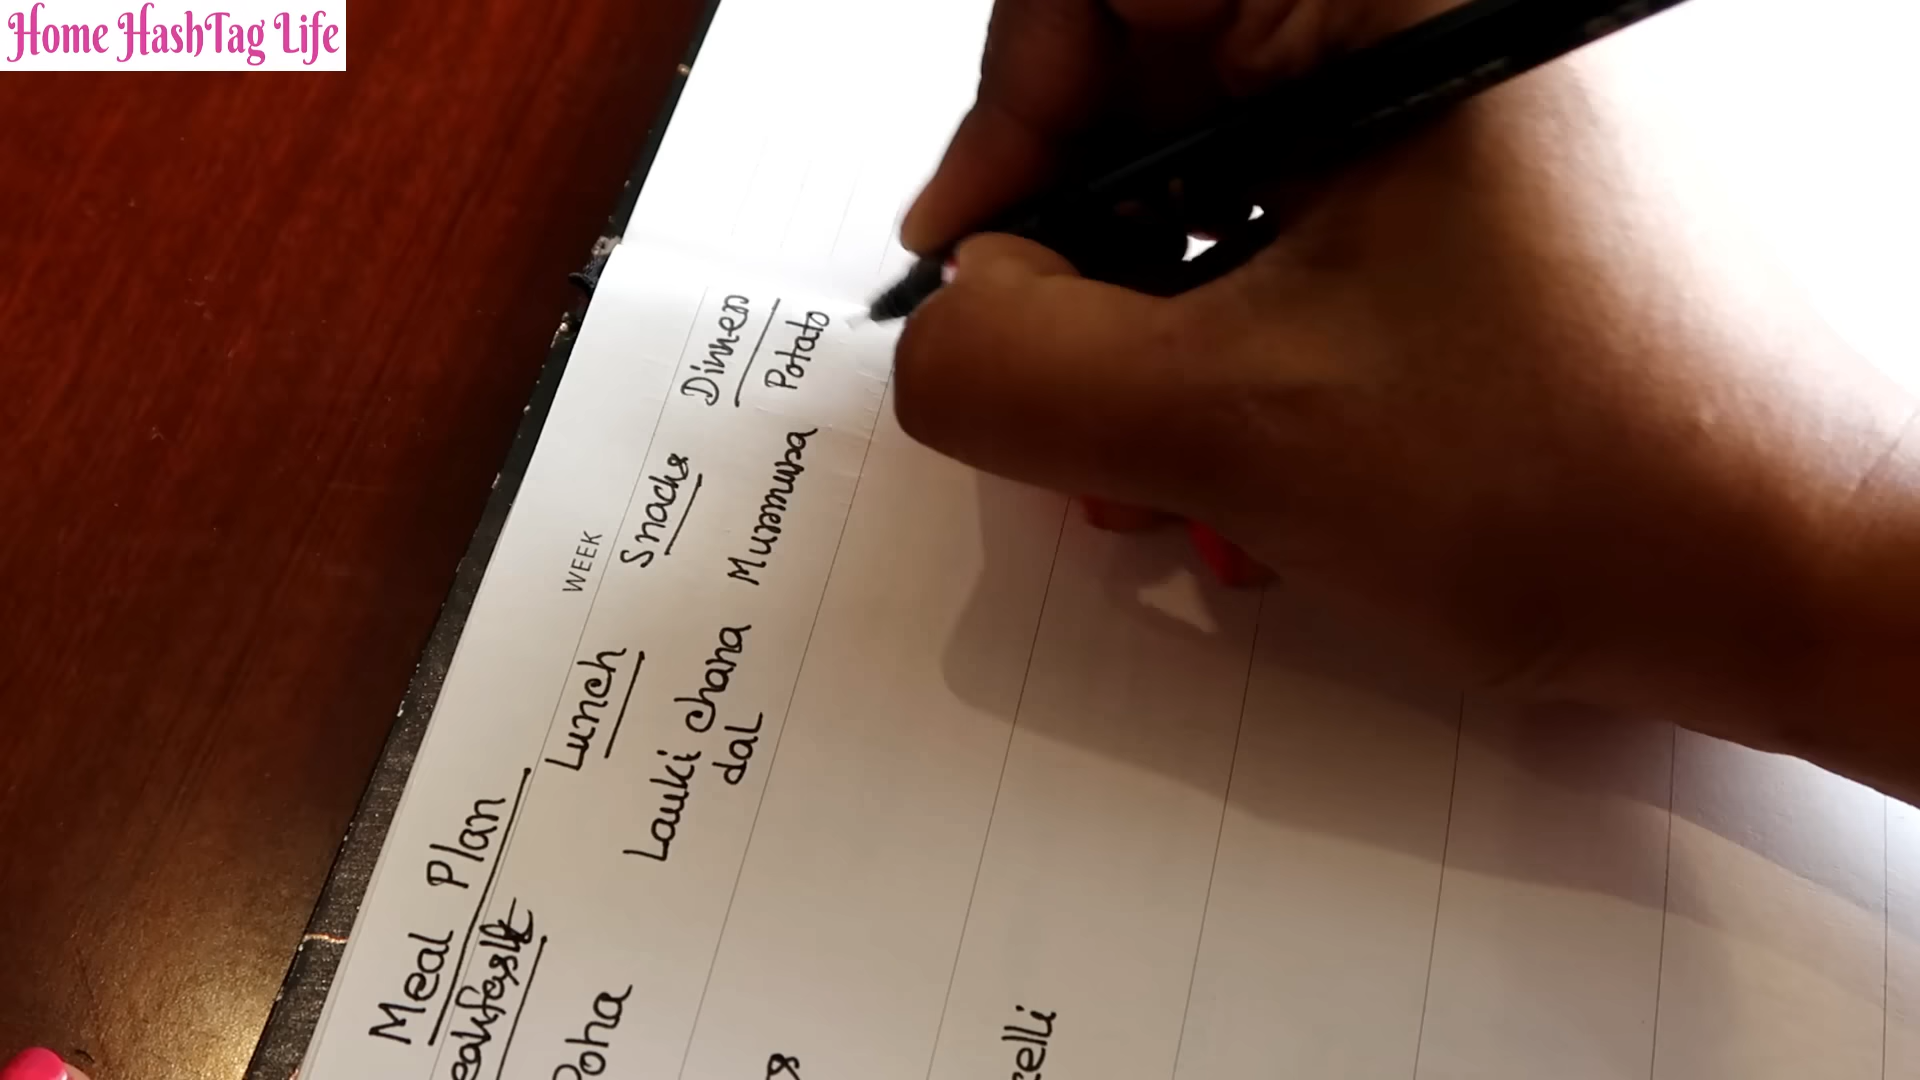 Home HashTag Life
WEEK
Meal Plan
Lunch
Snacks
Dinner
Poha
Lauki chana
dal
Murmura
Potato